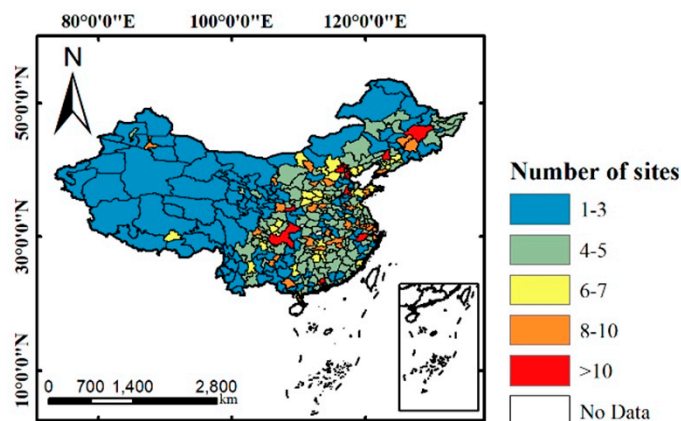 80°0'0"E 100°0'0"E 120°0'0"E
N
50°0'0"N
30°0'0"N
10°0'0"N
0 700 1,400 2,800
km
Number of sites
1-3
4-5
6-7
8-10
>10
No Data